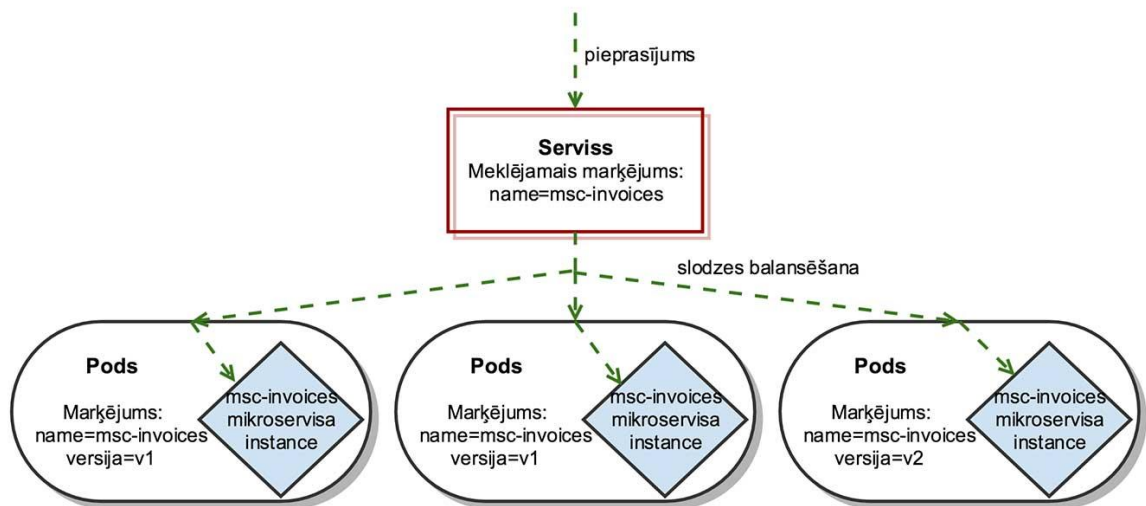 pieprasījums
Serviss
Meklējamais marķējums:
name=msc-invoices
slodzes balansēšana
Pods
Marķējums:
name=msc-invoices
versija=v1
msc-invoices
mikroservisa
instance
Pods
Marķējums:
name=msc-invoices
versija=v1
msc-invoices
mikroservisa
instance
Pods
Marķējums:
name=msc-invoices
versija=v2
msc-invoices
mikroservisa
instance